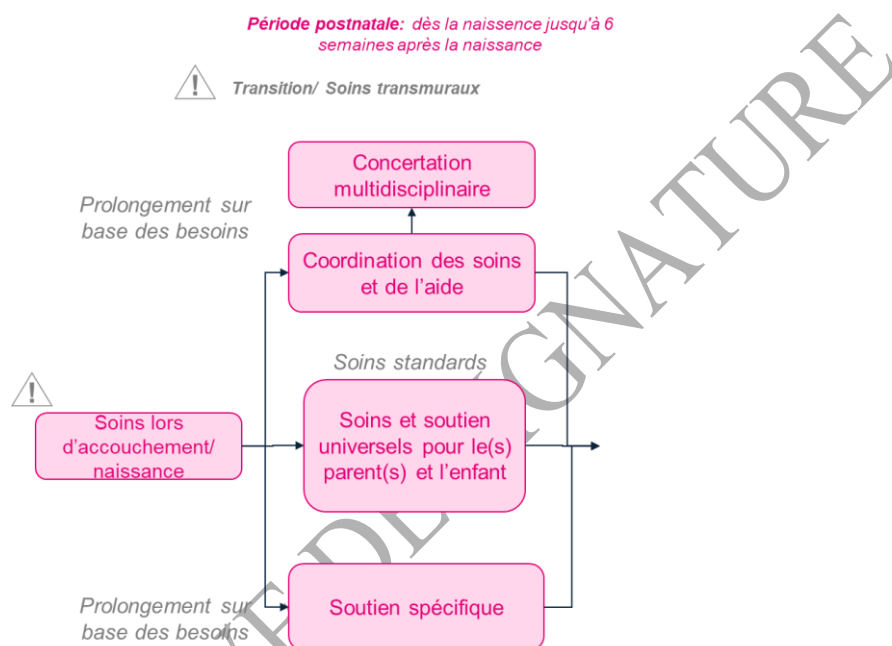 Période postnatale: dès la naissence jusqu'à 6
semaines après la naissance
! Transition/ Soins transmuraux
Concertation
multidisciplinaire
Prolongement sur
base des besoins
Coordination des soins
et de l'aide
Soins standards
!
Soins lors
d'accouchement/
naissance
Soins et soutien
universels pour le(s)
parent(s) et l'enfant
Prolongement sur
base des besoins
Soutien spécifique